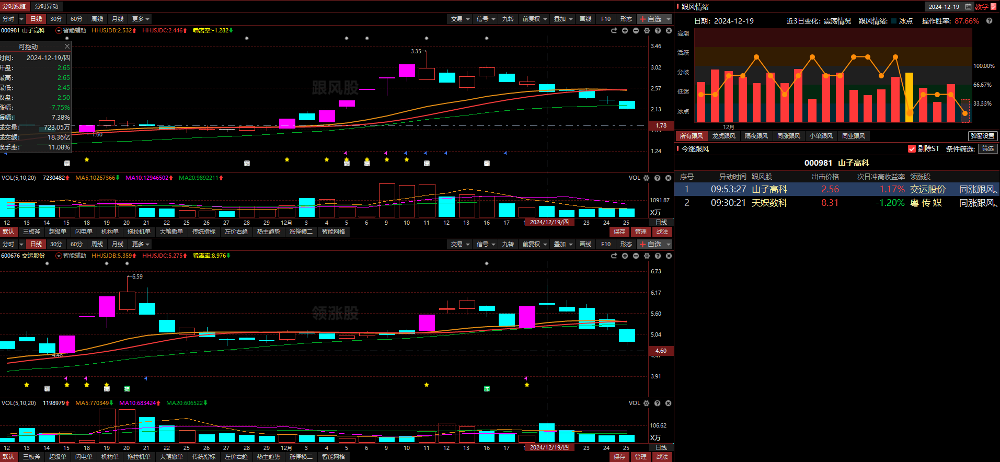 分时跟随 分时异动
分时 日线 30分 60分 周线 月线 更多 交易 信号 九转 前复权 叠加 画线 F10 形态 自选
000981 山子高科 智能辅助 HHJSJDB:2.532 HHJSJDC:2.446 乖离率:-1.282
可拖动
时间: 2024-12-19/四
开盘: 2.65
最高: 2.65
最低: 2.45
收盘: 2.50
涨幅: -7.75%
振幅: 7.38%
成交量: 723.05万
成交额: 18.36亿
换手率: 11.08%
跟风股
3.35
1.60
3.46
3.02
2.57
2.13
1.78
1.24
VOL(5,10,20) 7230482 MA5:10267366 MA10:12946502 MA20:9892211 VOL
1091.87
X万
12 13 14 15 18 19 20 21 22 25 26 27 28 29 12月 3 4 5 6 9 10 11 12 13 16 17 2024/12/19/四 23 24 25 日线
默认 三板斧 超级单 闪电单 机构单 拖拉机单 大笔撤单 传统指标 左价右趋 热主趋势 涨停横二 智能网格 保存 管理 战法
分时 日线 30分 60分 周线 月线 更多 交易 信号 九转 前复权 叠加 画线 F10 形态 自选
600676 交运股份 智能辅助 HHJSJDB:5.359 HHJSJDC:5.275 乖离率:8.976
领涨股
6.59
4.48
6.73
6.17
5.60
5.04
4.60
4.47
3.91
VOL(5,10,20) 1198979 MA5:770349 MA10:683424 MA20:606522 VOL
106.62
X万
12 13 14 15 18 19 20 21 22 25 26 27 28 29 12月 3 4 5 6 9 10 11 12 13 16 17 2024/12/19/四 23 24 25 日线
默认 三板斧 超级单 闪电单 机构单 拖拉机单 大笔撤单 传统指标 左价右趋 热主趋势 涨停横二 智能网格 保存 管理 战法
跟风情绪 2024-12-19 教学
日期: 2024-12-19 近3日变化: 震荡情况 跟风情绪: 冰点 操作胜率: 87.66%
高潮
活跃
分歧
低迷
冰点
100.00%
66.67%
33.33%
12月
所有跟风 龙虎跟风 隔夜跟风 同涨跟风 小单跟风 同业跟风 弹窗设置
今涨跟风 剔除ST 条件筛选: 筛选
000981 山子高科
序号 异动时间 跟风股 出击价格 次日冲高收益率 领涨股
1 09:53:27 山子高科 2.56 1.17% 交运股份 同涨跟风、
2 09:30:21 天娱数科 8.31 -1.20% 粤 传 媒 同涨跟风、